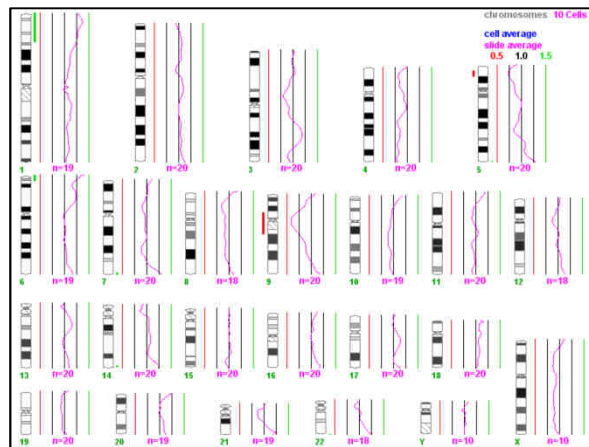 chromosomes 10 Cells
cell average
slide average
0.5 1.0 1.5
1 n=19
2 n=20
3 n=20
4 n=20
5 n=20
6 n=19
7 n=20
8 n=18
9 n=20
10 n=19
11 n=20
12 n=18
13 n=20
14 n=20
15 n=20
16 n=20
17 n=20
18 n=20
19 n=20
20 n=19
21 n=19
22 n=18
Y n=10
X n=10